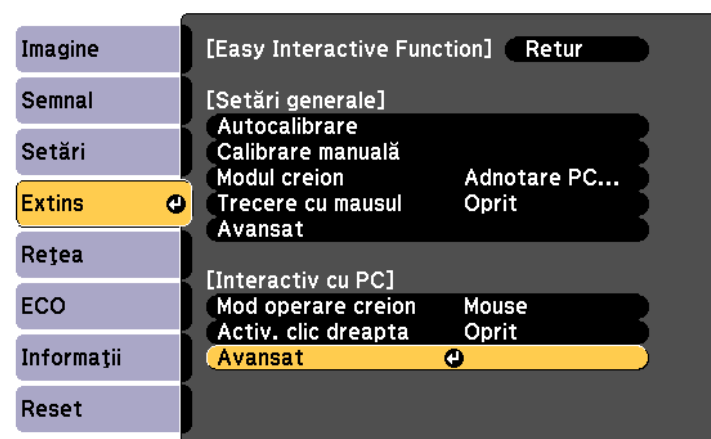 Imagine
Semnal
Setări
Extins
Rețea
ECO
Informații
Reset
[Easy Interactive Function] Retur
[Setări generale]
Autocalibrare
Calibrare manuală
Modul creion Adnotare PC...
Trecere cu mausul Oprit
Avansat
[Interactiv cu PC]
Mod operare creion Mouse
Activ. clic dreapta Oprit
Avansat